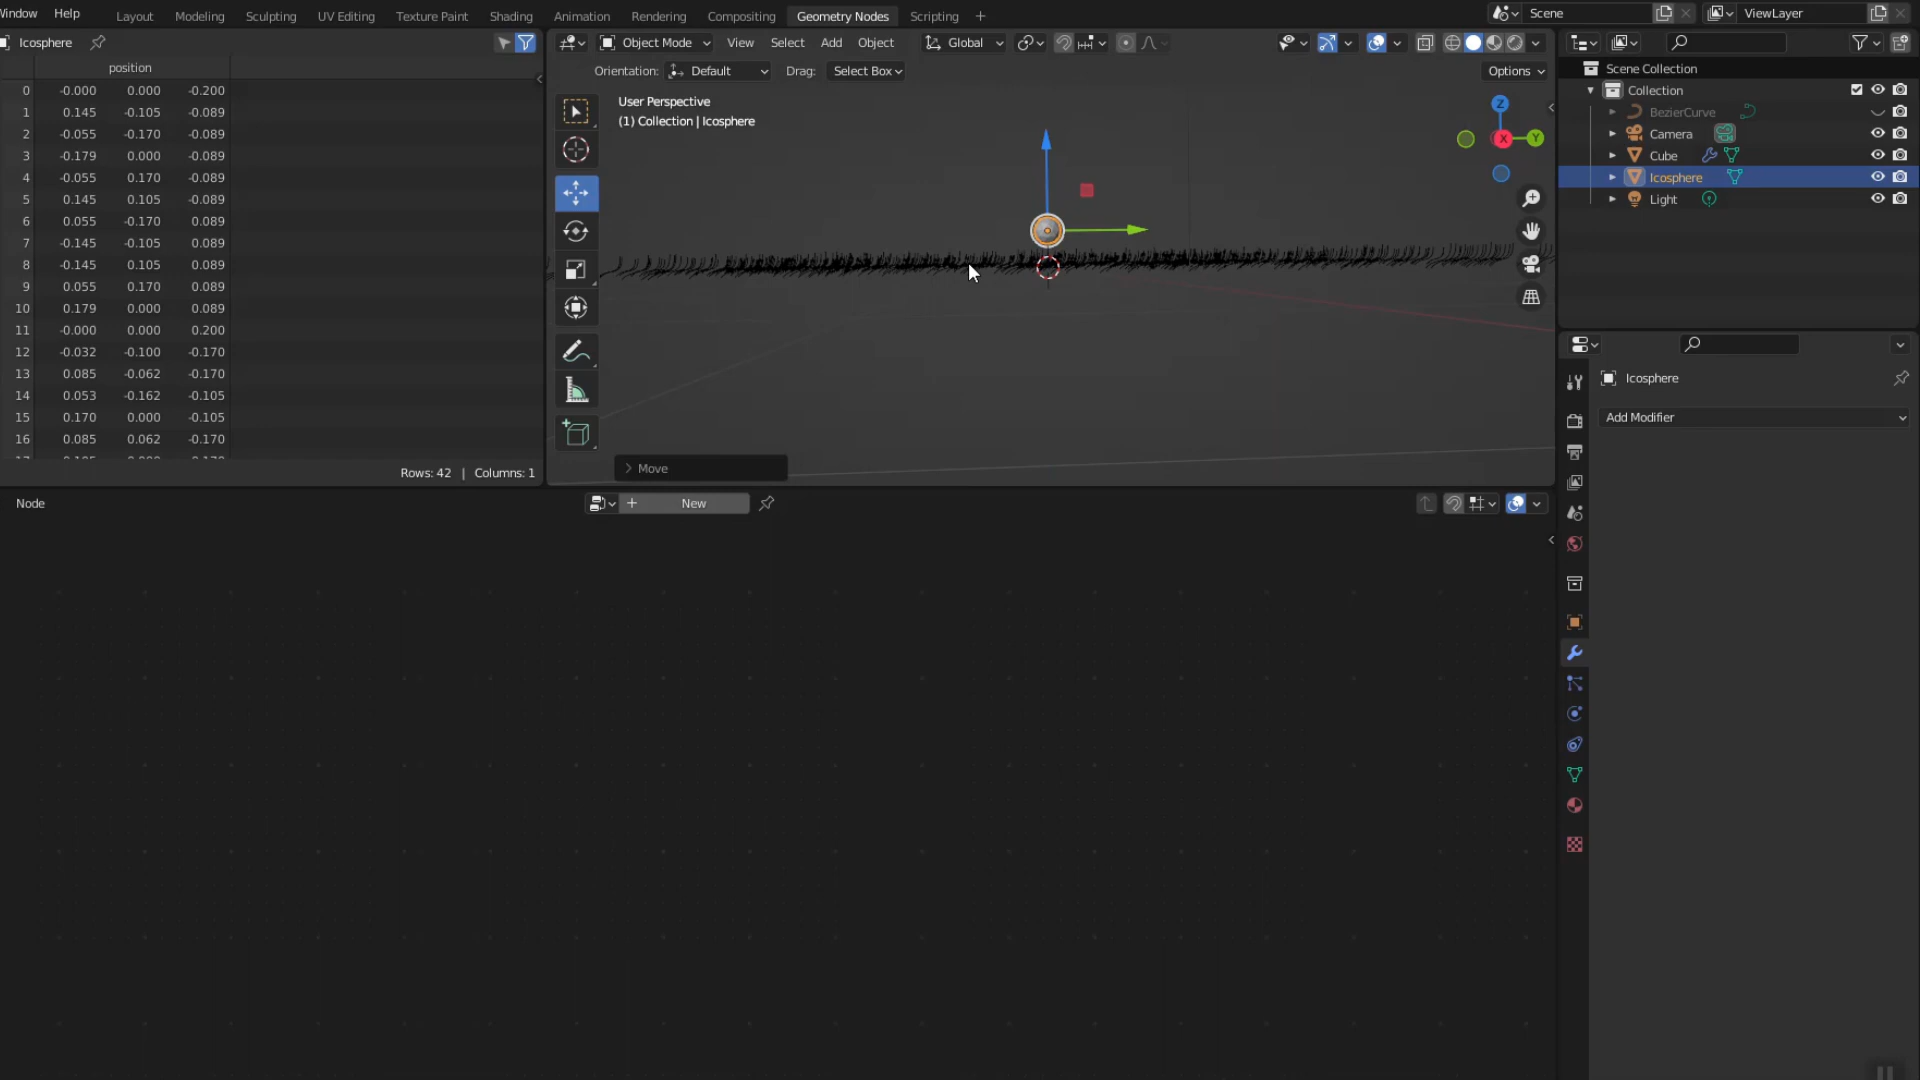 Window Help Layout Modeling Sculpting UV Editing Texture Paint Shading Animation Rendering Compositing Geometry Nodes Scripting Scene ViewLayer
Icosphere
Object Mode View Select Add Object Global
Orientation: Default Drag: Select Box Options
position
0 -0.000 0.000 -0.200
1 0.145 -0.105 -0.089
2 -0.055 -0.170 -0.089
3 -0.179 0.000 -0.089
4 -0.055 0.170 -0.089
5 0.145 0.105 -0.089
6 0.055 -0.170 0.089
7 -0.145 -0.105 0.089
8 -0.145 0.105 0.089
9 0.055 0.170 0.089
10 0.179 0.000 0.089
11 -0.000 0.000 0.200
12 -0.032 -0.100 -0.170
13 0.085 -0.062 -0.170
14 0.053 -0.162 -0.105
15 0.170 0.000 -0.105
16 0.085 0.062 -0.170
Rows: 42 | Columns: 1
User Perspective
(1) Collection | Icosphere
Z
X
Y
Move
Scene Collection
Collection
BezierCurve
Camera
Cube
Icosphere
Light
Icosphere
Add Modifier
Node
New